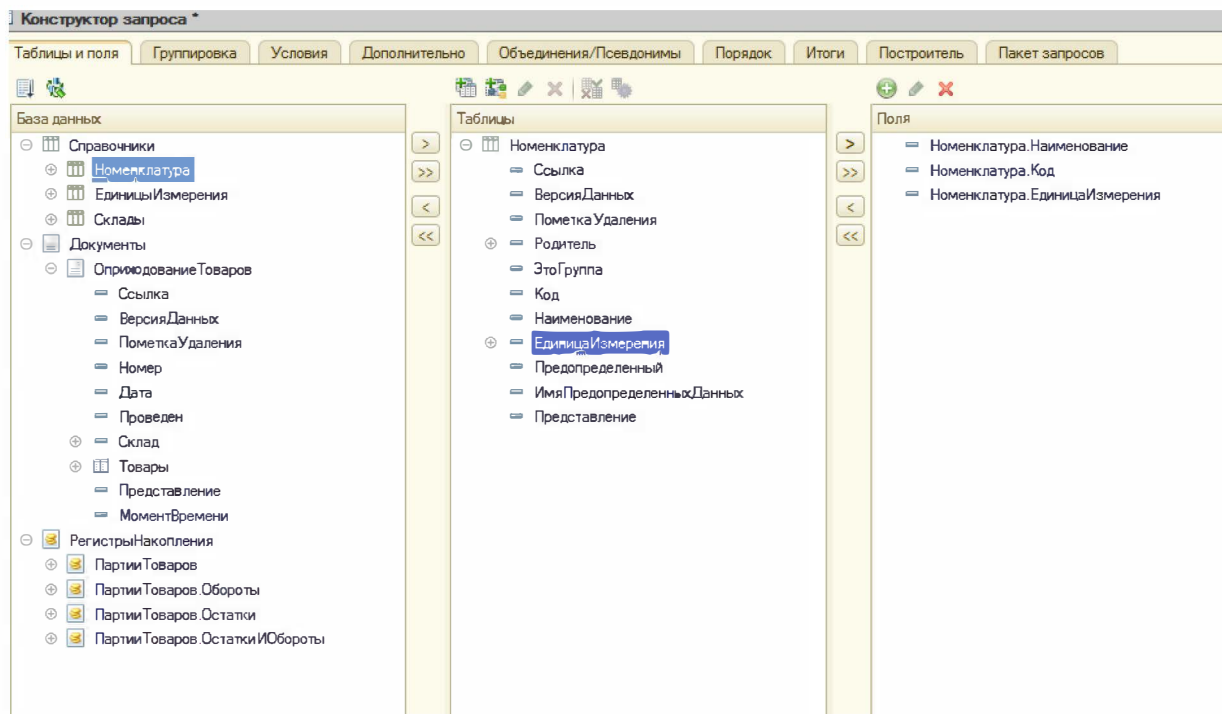 Конструктор запроса *
Таблицы и поля Группировка Условия Дополнительно Объединения/Псевдонимы Порядок Итоги Построитель Пакет запросов
База данных
Справочники
Номенклатура
ЕдиницыИзмерения
Склады
Документы
ОприходованиеТоваров
Ссылка
ВерсияДанных
ПометкаУдаления
Номер
Дата
Проведен
Склад
Товары
Представление
МоментВремени
РегистрыНакопления
ПартииТоваров
ПартииТоваров.Обороты
ПартииТоваров.Остатки
ПартииТоваров.ОстаткиИОбороты
>
>>
<
<<
Таблицы
Номенклатура
Ссылка
ВерсияДанных
ПометкаУдаления
Родитель
ЭтоГруппа
Код
Наименование
ЕдиницаИзмерения
Предопределенный
ИмяПредопределенныхДанных
Представление
>
>>
<
<<
Поля
Номенклатура.Наименование
Номенклатура.Код
Номенклатура.ЕдиницаИзмерения